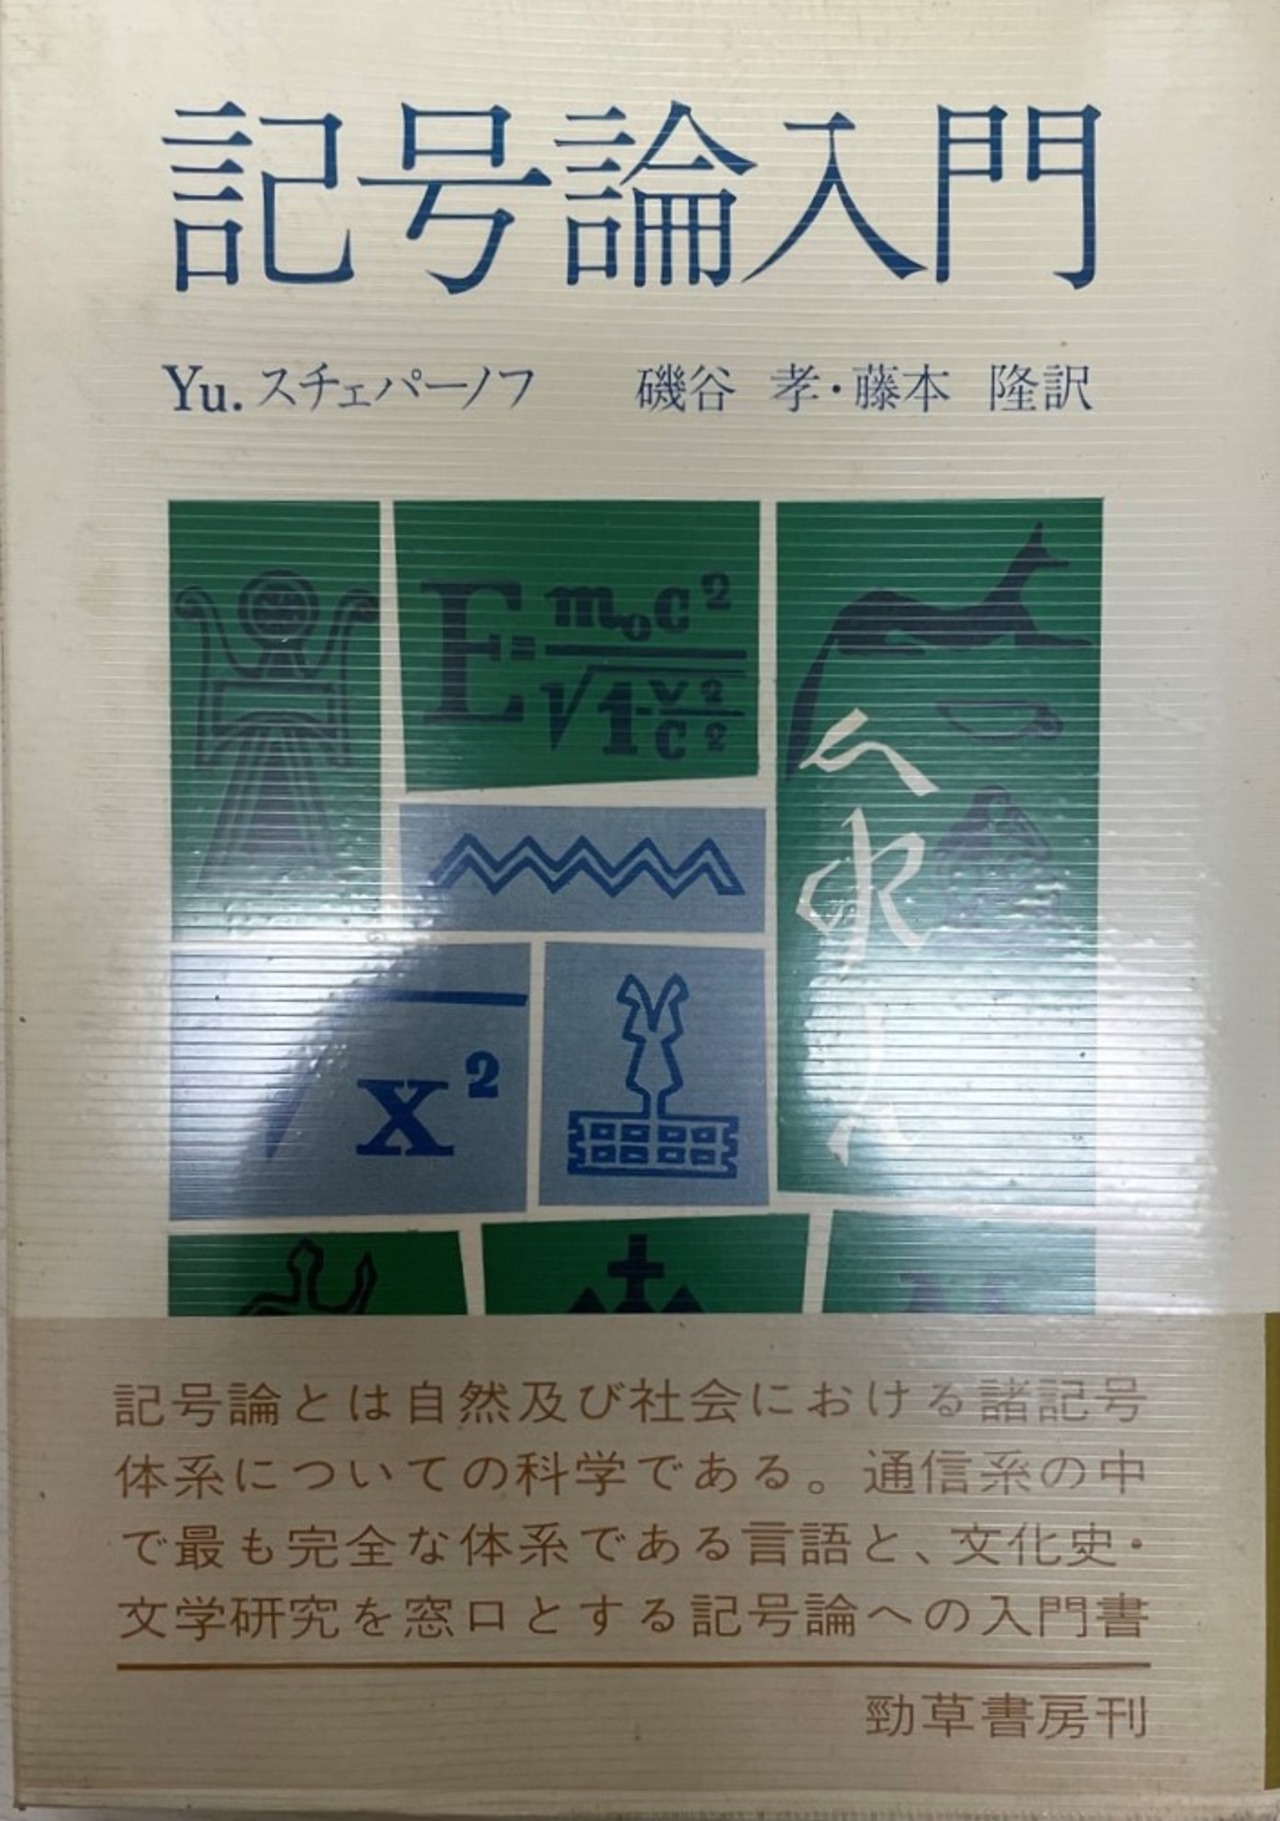 記号論入門
Yu. スチェパーノフ 磯谷 孝・藤本 隆訳
E=m₀c²/√1-v²/c²
x²
記号論とは自然及び社会における諸記号
体系についての科学である。通信系の中
で最も完全な体系である言語と、文化史・
文学研究を窓口とする記号論への入門書
勁草書房刊